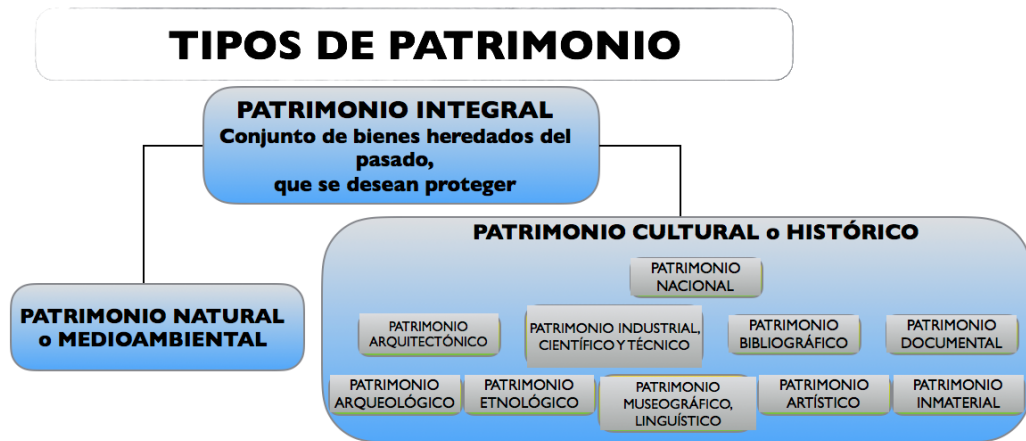 TIPOS DE PATRIMONIO
PATRIMONIO INTEGRAL
Conjunto de bienes heredados del
pasado,
que se desean proteger
PATRIMONIO NATURAL
o MEDIOAMBIENTAL
PATRIMONIO CULTURAL o HISTÓRICO
PATRIMONIO
NACIONAL
PATRIMONIO
ARQUITECTÓNICO
PATRIMONIO INDUSTRIAL,
CIENTÍFICO Y TÉCNICO
PATRIMONIO
BIBLIOGRÁFICO
PATRIMONIO
DOCUMENTAL
PATRIMONIO
ARQUEOLÓGICO
PATRIMONIO
ETNOLÓGICO
PATRIMONIO
MUSEOGRÁFICO,
LINGUÍSTICO
PATRIMONIO
ARTÍSTICO
PATRIMONIO
INMATERIAL